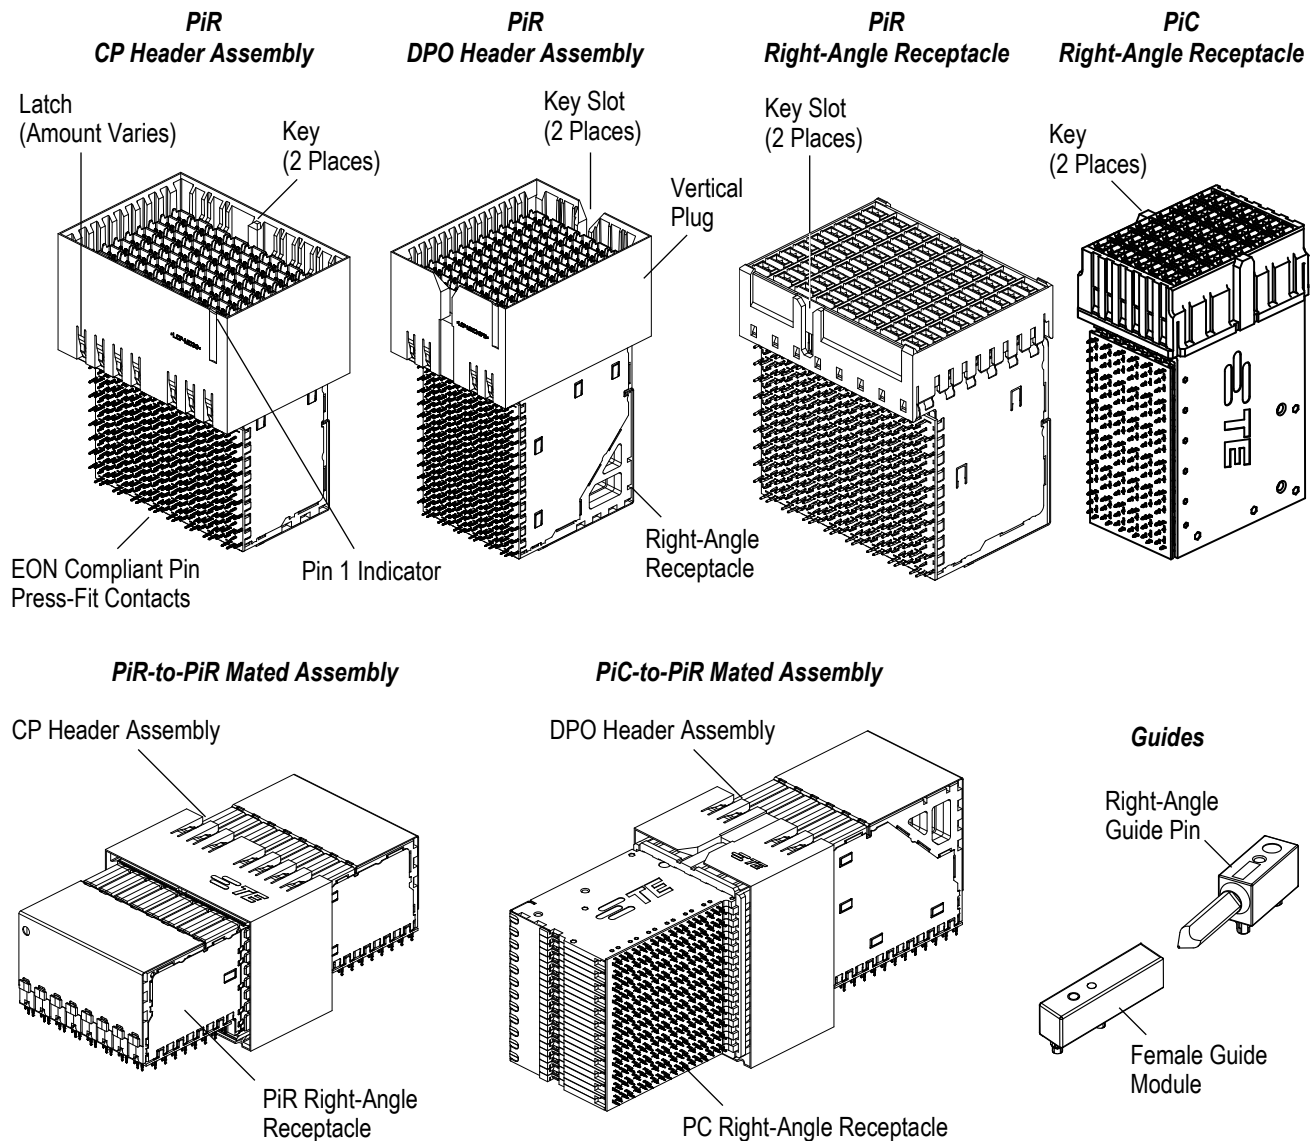 PiR
CP Header Assembly
PiR
DPO Header Assembly
PiR
Right-Angle Receptacle
PiC
Right-Angle Receptacle
Latch
(Amount Varies)
Key
(2 Places)
Key Slot
(2 Places)
Vertical
Plug
Key Slot
(2 Places)
Key
(2 Places)
TE
EON Compliant Pin
Press-Fit Contacts
Pin 1 Indicator
Right-Angle
Receptacle
PiR-to-PiR Mated Assembly
PiC-to-PiR Mated Assembly
CP Header Assembly
DPO Header Assembly
Guides
Right-Angle
Guide Pin
TE
TE
TE
PiR Right-Angle
Receptacle
PC Right-Angle Receptacle
Female Guide
Module